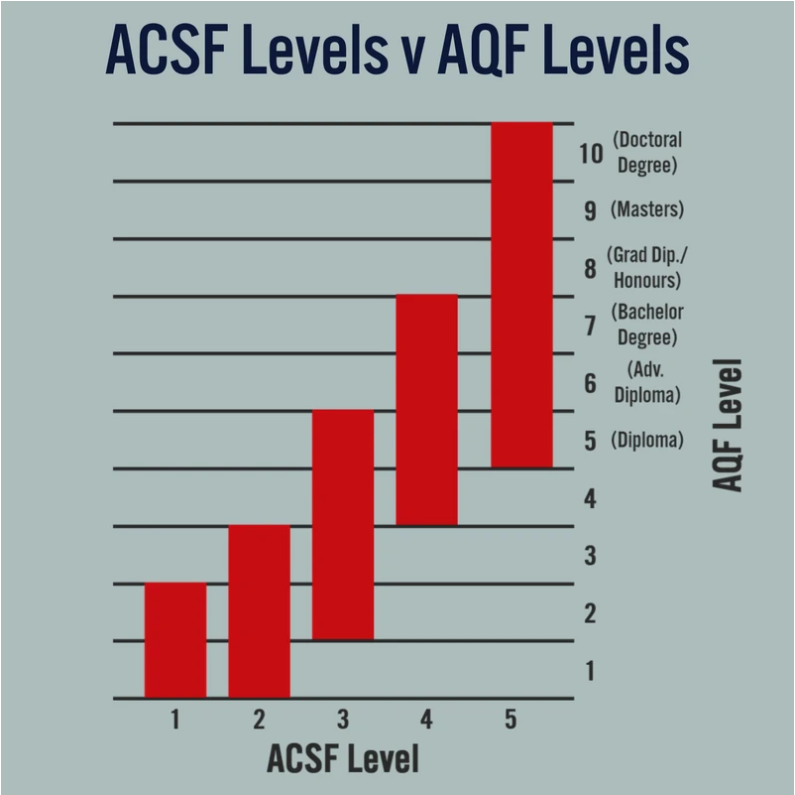 ACSF Levels v AQF Levels
10 (Doctoral
Degree)
9 (Masters)
8 (Grad Dip./
Honours)
7 (Bachelor
Degree)
6 (Adv.
Diploma)
5 (Diploma)
4
3
2
1
AQF Level
1 2 3 4 5
ACSF Level